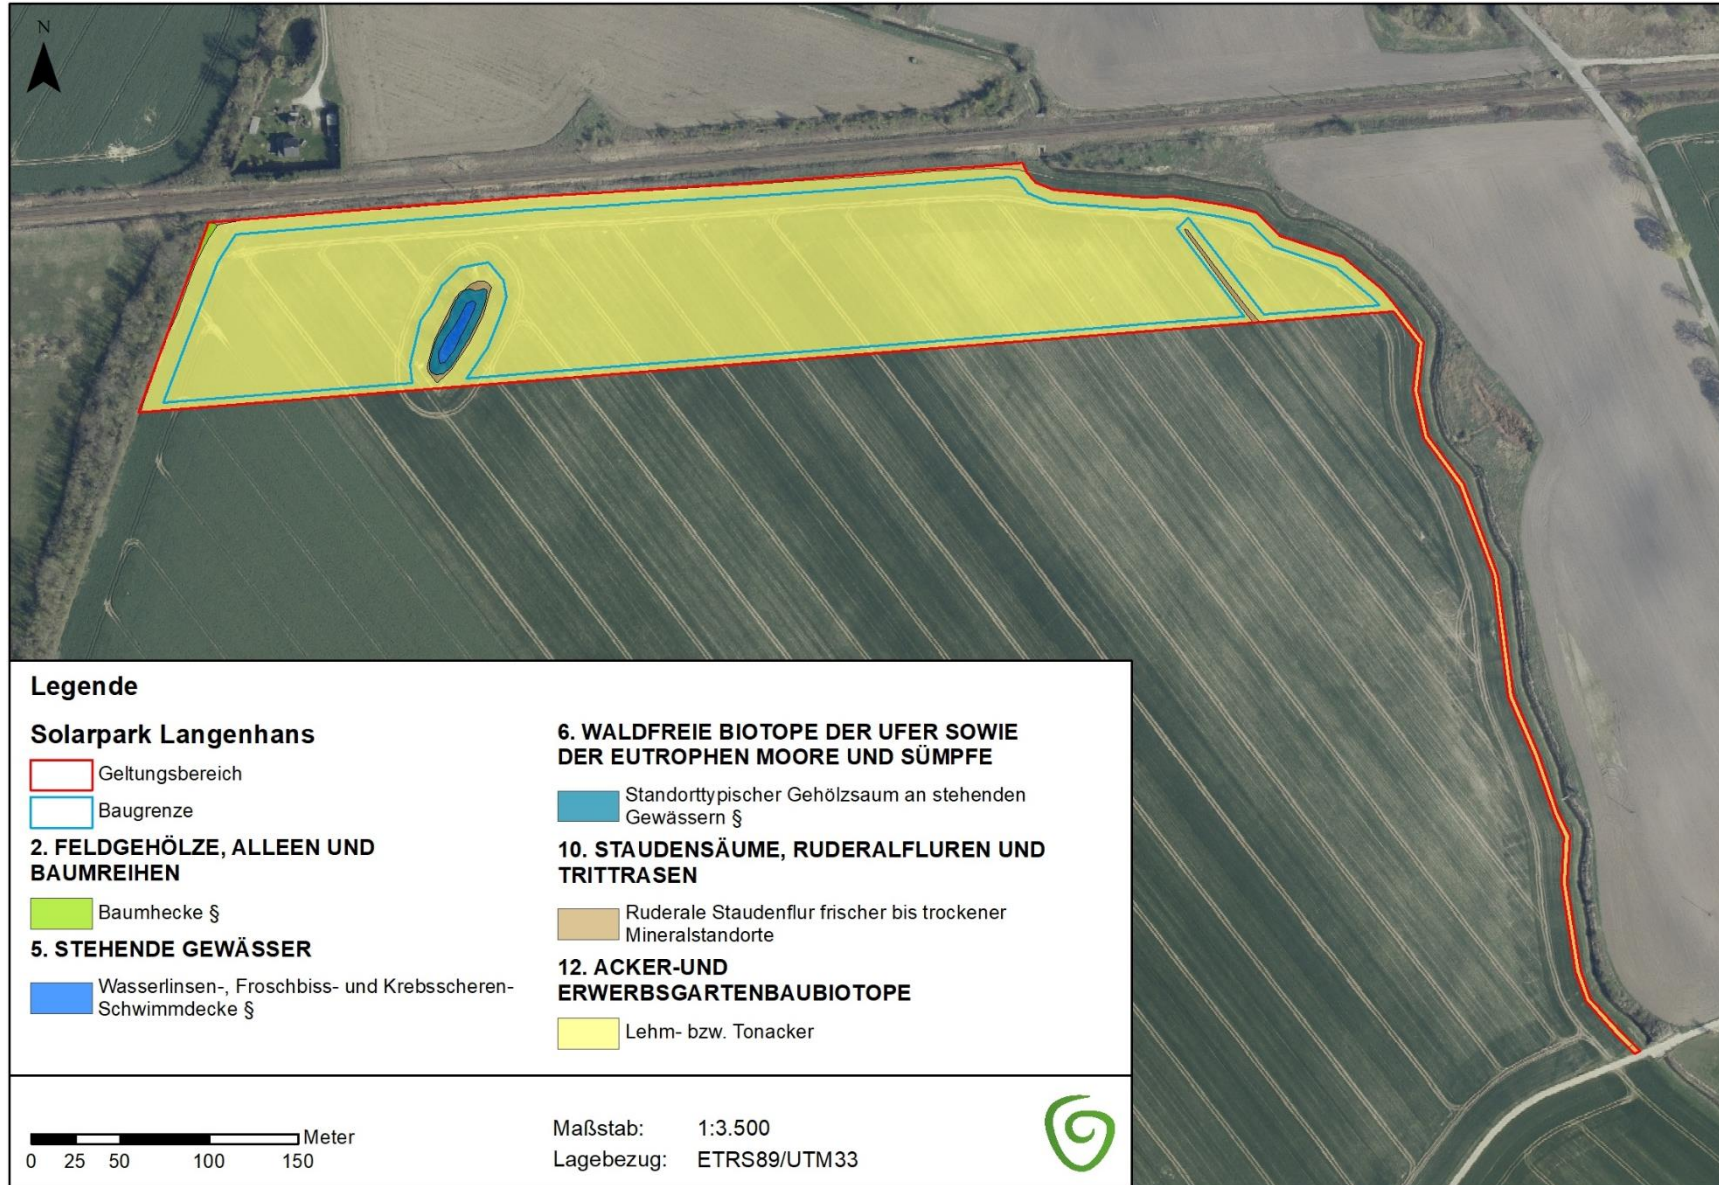 N
Legende
Solarpark Langenhans
Geltungsbereich
Baugrenze
2. FELDGEHÖLZE, ALLEEN UND
BAUMREIHEN
Baumhecke §
5. STEHENDE GEWÄSSER
Wasserlinsen-, Froschbiss- und Krebsscheren-
Schwimmdecke §
6. WALDFREIE BIOTOPE DER UFER SOWIE
DER EUTROPHEN MOORE UND SÜMPFE
Standorttypischer Gehölzsaum an stehenden
Gewässern §
10. STAUDENSÄUME, RUDERALFLUREN UND
TRITTRASEN
Ruderale Staudenflur frischer bis trockener
Mineralstandorte
12. ACKER-UND
ERWERBSGARTENBAUBIOTOPE
Lehm- bzw. Tonacker
Meter
0 25 50 100 150
Maßstab: 1:3.500
Lagebezug: ETRS89/UTM33